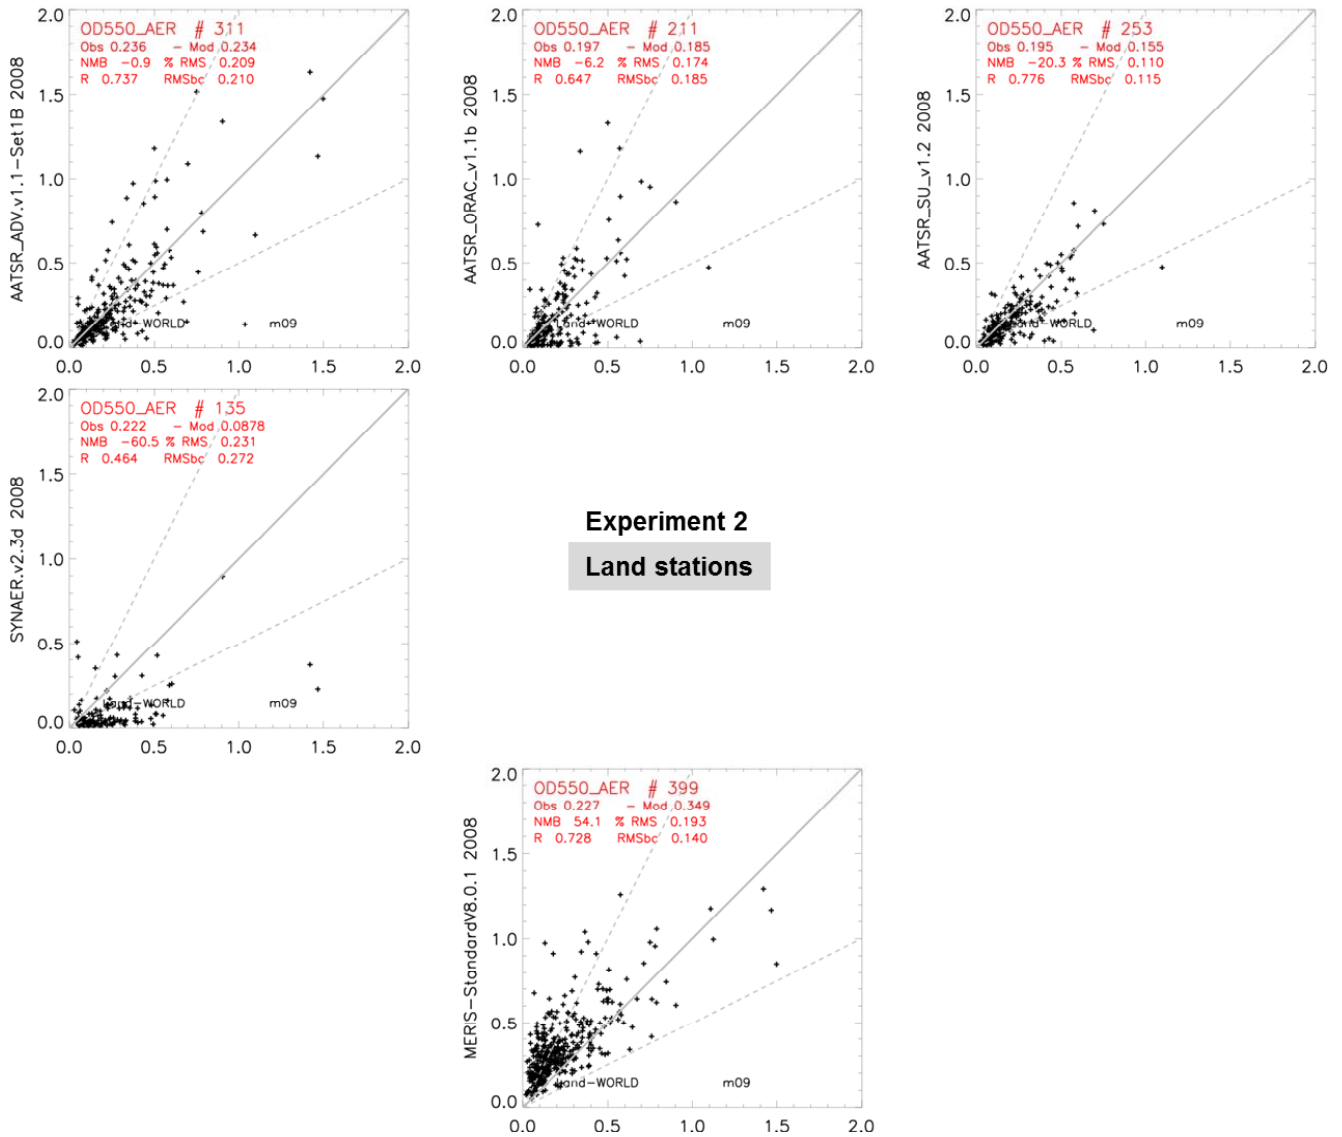 AATSR_ADV.v1.1-Set1B 2008
2.0
1.5
1.0
0.5
0.0
OD550_AER # 311
Obs 0.236 - Mod 0.234
NMB -0.9 % RMS 0.209
R 0.737 RMSbc 0.210
Land-WORLD m09
0.0 0.5 1.0 1.5 2.0
AATSR_ORAC_v1.1b 2008
2.0
1.5
1.0
0.5
0.0
OD550_AER # 211
Obs 0.197 - Mod 0.185
NMB -6.2 % RMS 0.174
R 0.647 RMSbc 0.185
Land-WORLD m09
0.0 0.5 1.0 1.5 2.0
AATSR_SU_v1.2 2008
2.0
1.5
1.0
0.5
0.0
OD550_AER # 253
Obs 0.195 - Mod 0.155
NMB -20.3 % RMS 0.110
R 0.776 RMSbc 0.115
Land-WORLD m09
0.0 0.5 1.0 1.5 2.0
SYNAER.v2.3d 2008
2.0
1.5
1.0
0.5
0.0
OD550_AER # 135
Obs 0.222 - Mod 0.0878
NMB -60.5 % RMS 0.231
R 0.464 RMSbc 0.272
Land-WORLD m09
0.0 0.5 1.0 1.5 2.0
Experiment 2
Land stations
MERIS-StandardV8.0.1 2008
2.0
1.5
1.0
0.5
0.0
OD550_AER # 399
Obs 0.227 - Mod 0.349
NMB 54.1 % RMS 0.193
R 0.728 RMSbc 0.140
Land-WORLD m09
0.0 0.5 1.0 1.5 2.0